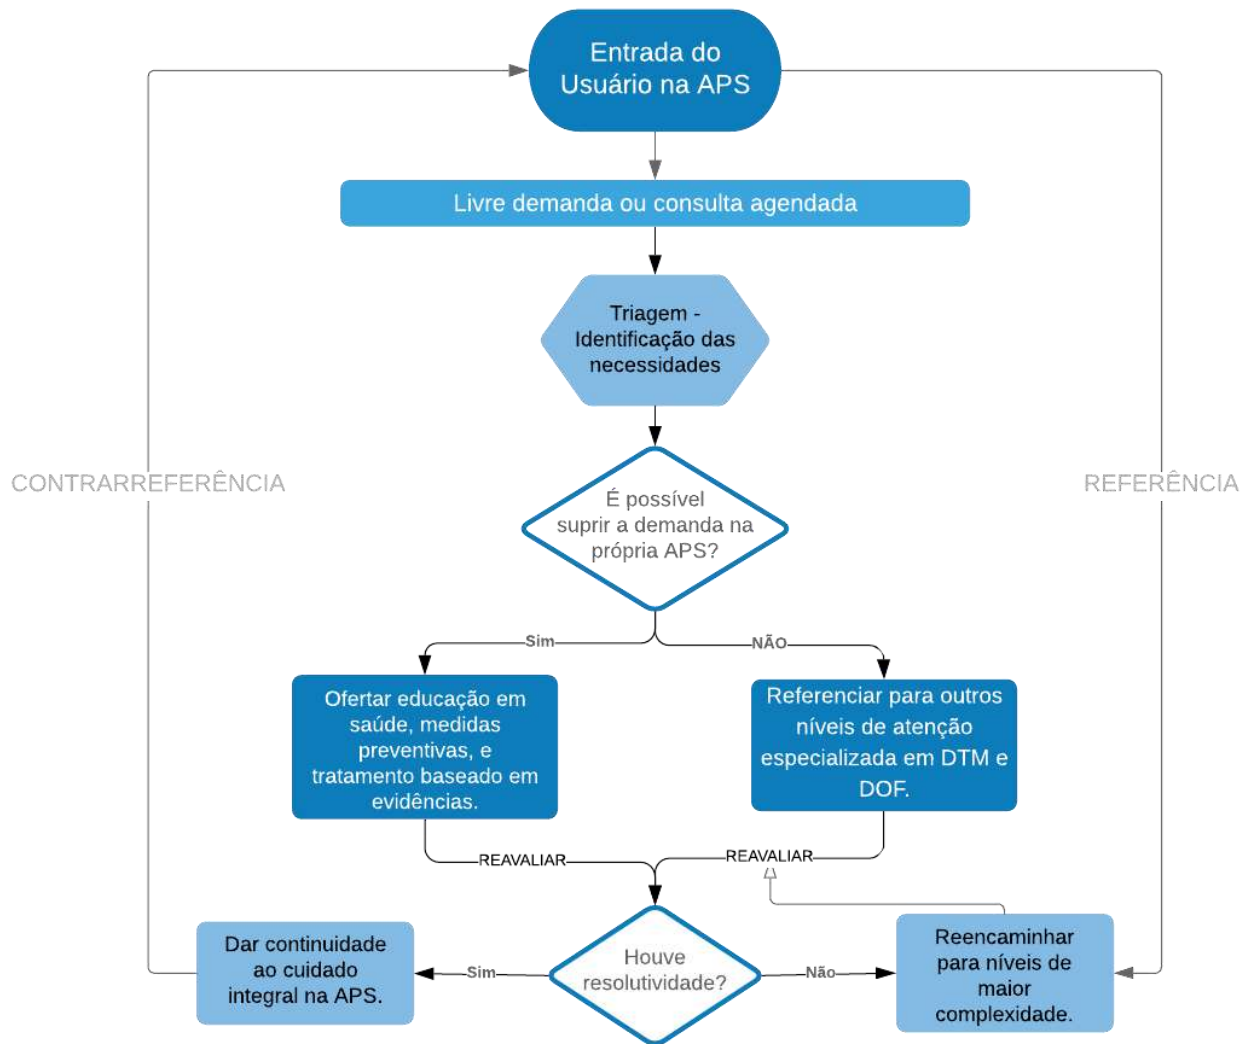 Entrada do
Usuário na APS
Livre demanda ou consulta agendada
Triagem -
Identificação das
necessidades
CONTRARREFERÊNCIA
REFERÊNCIA
É possível
suprir a demanda na
própria APS?
Sim
NÃO
Ofertar educação em
saúde, medidas
preventivas, e
tratamento baseado em
evidências.
Referenciar para outros
níveis de atenção
especializada em DTM e
DOF.
REAVALIAR
REAVALIAR
Dar continuidade
ao cuidado
integral na APS.
Sim
Houve
resolutividade?
Não
Reencaminhar
para níveis de
maior
complexidade.